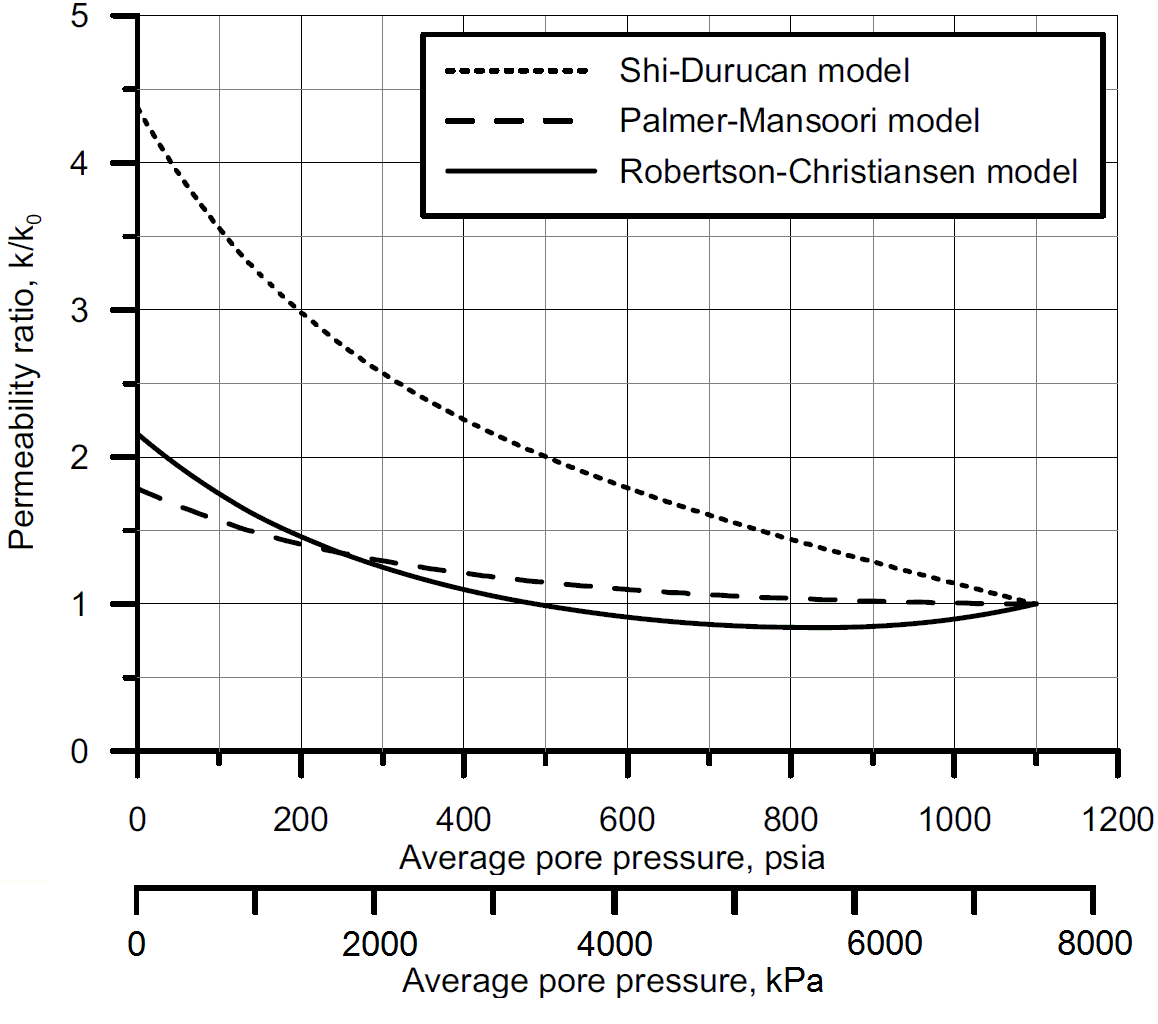 5
4
3
2
1
0
Permeability ratio, k/k0
Shi-Durucan model
Palmer-Mansoori model
Robertson-Christiansen model
0 200 400 600 800 1000 1200
Average pore pressure, psia
0 2000 4000 6000 8000
Average pore pressure, kPa